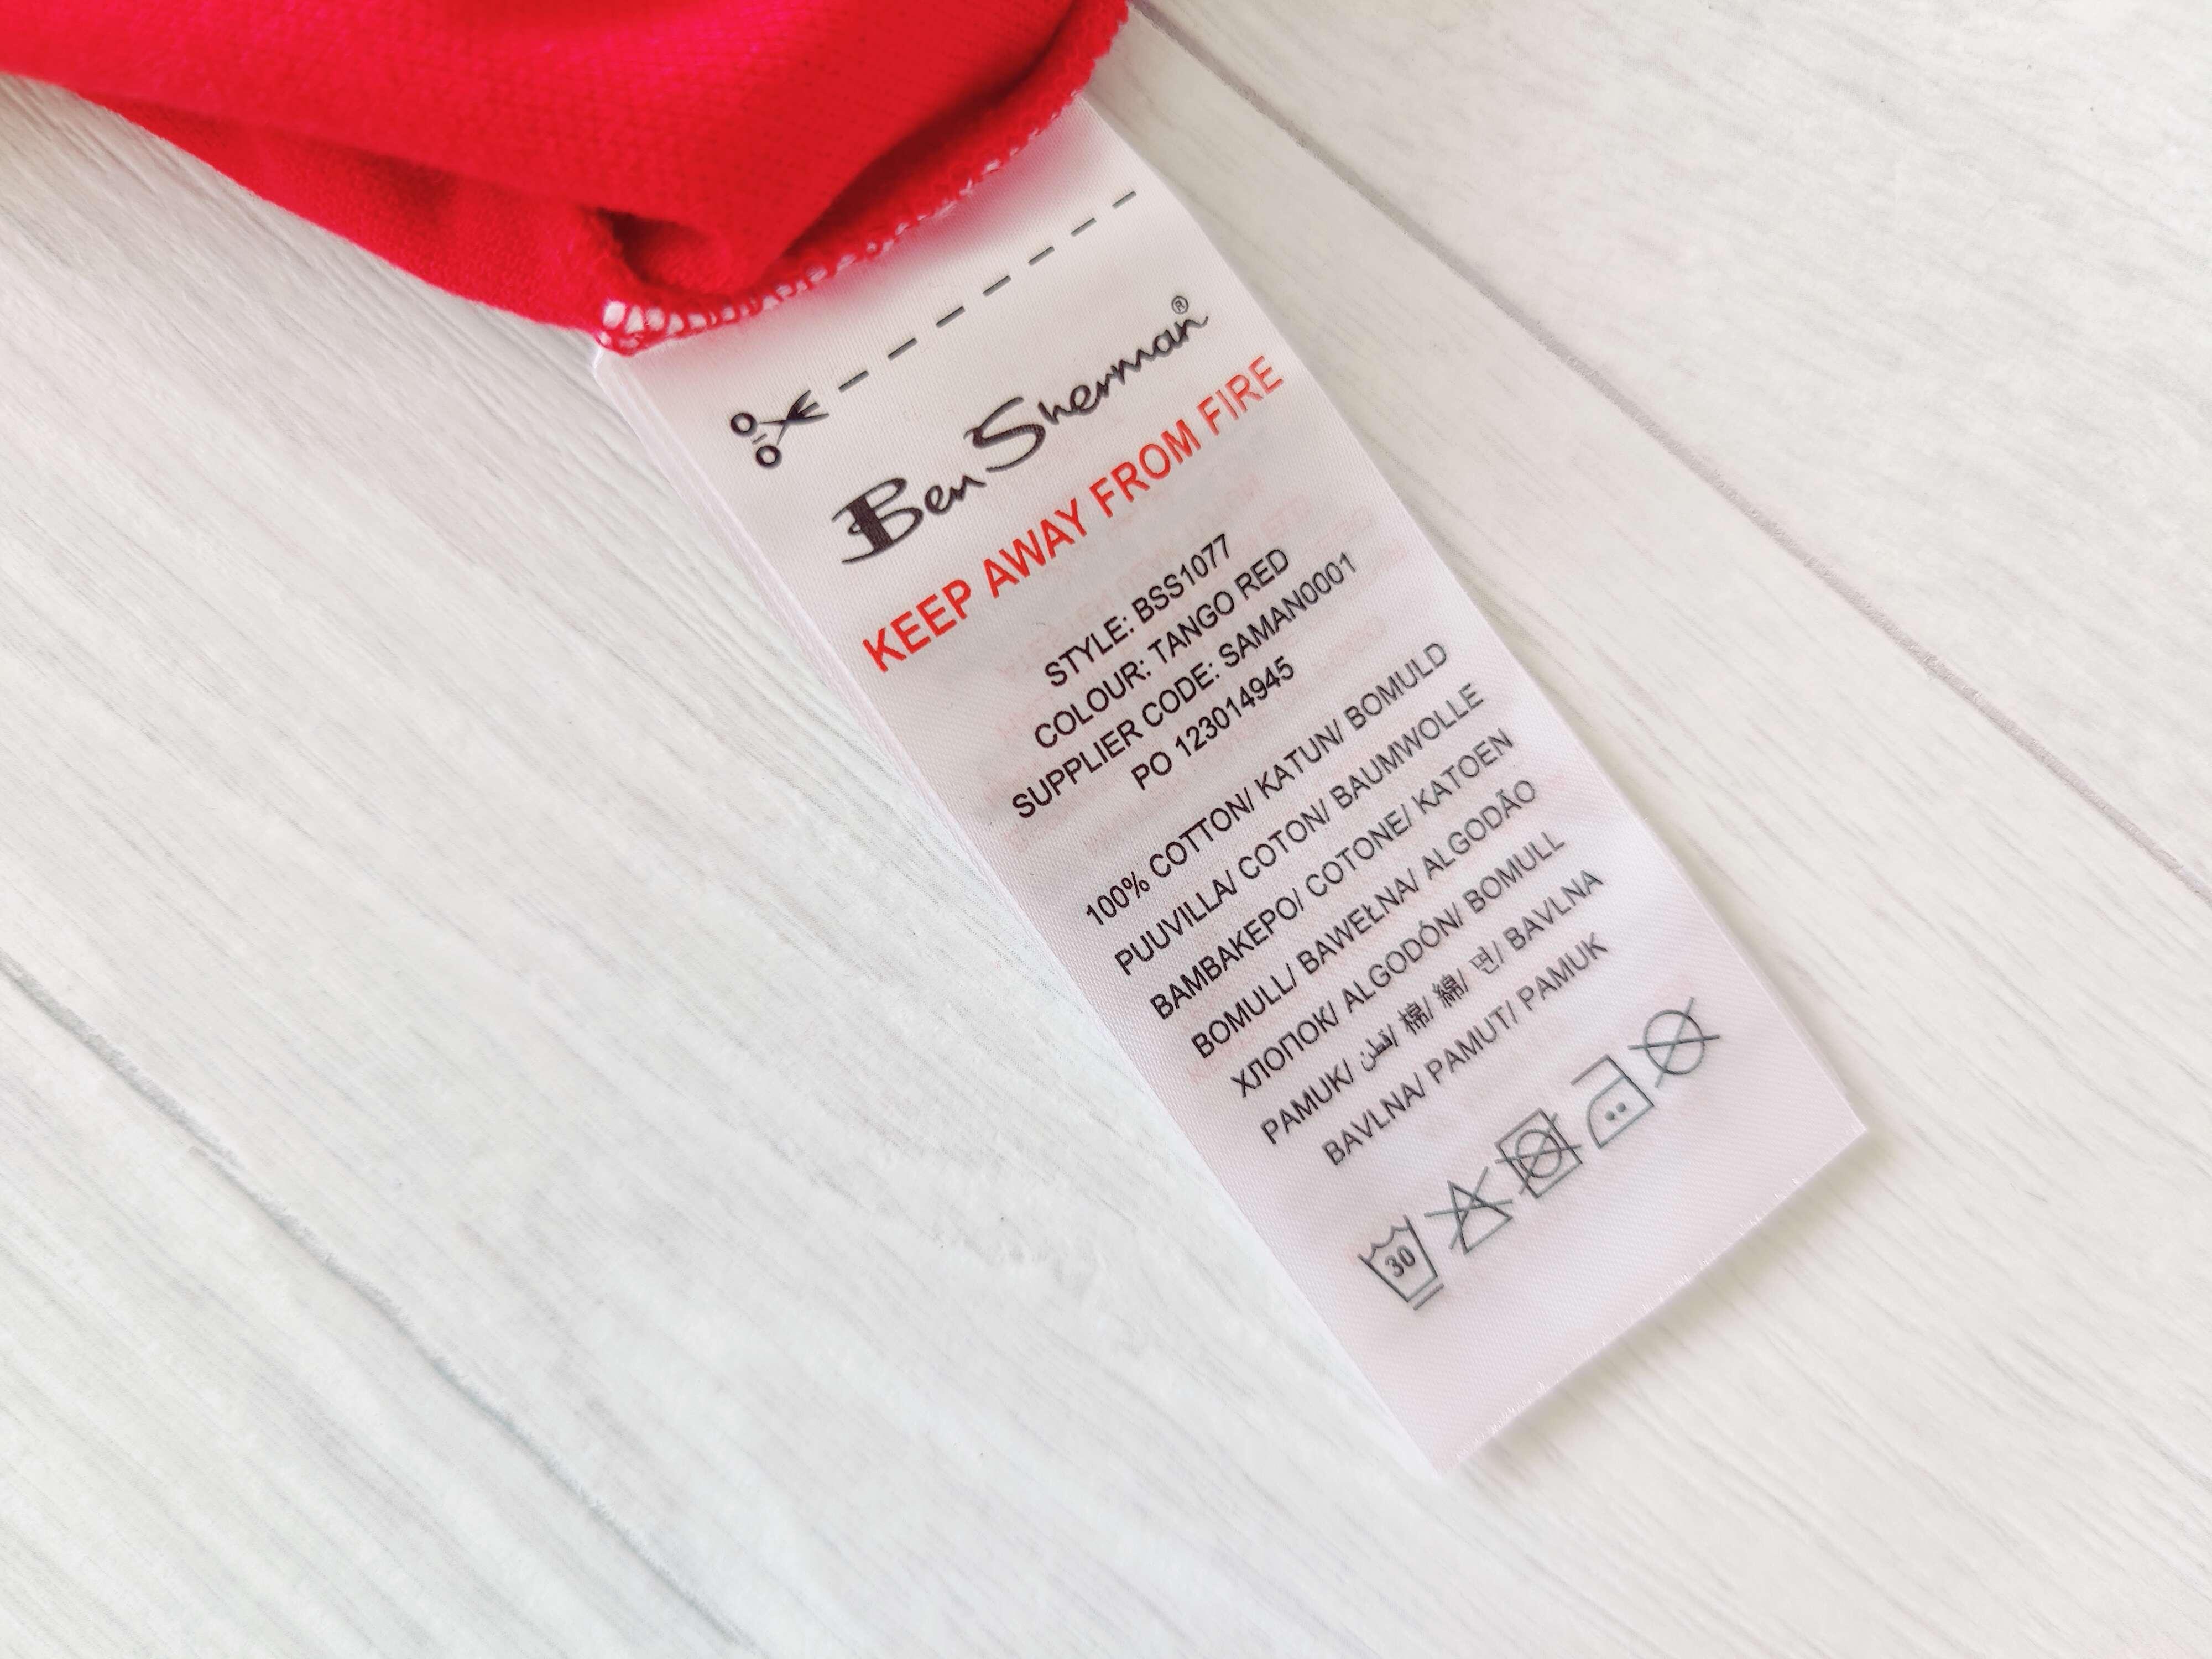 Ben Sherman®
KEEP AWAY FROM FIRE
STYLE: BSS1077
COLOUR: TANGO RED
SUPPLIER CODE: SAMAN0001
PO 123014945
100% COTTON/ KATUN/ BOMULD
PUUVILLA/ COTON/ BAUMWOLLE
BAMBAKEPO/ COTONE/ KATOEN
BOMULL/ BAWEŁNA/ ALGODÃO
ХЛОПОК/ ALGODÓN/ BOMULL
PAMUK/ قطن/ 棉/ 綿/ 면/ BAVLNA
BAVLNA/ PAMUT/ PAMUK
30